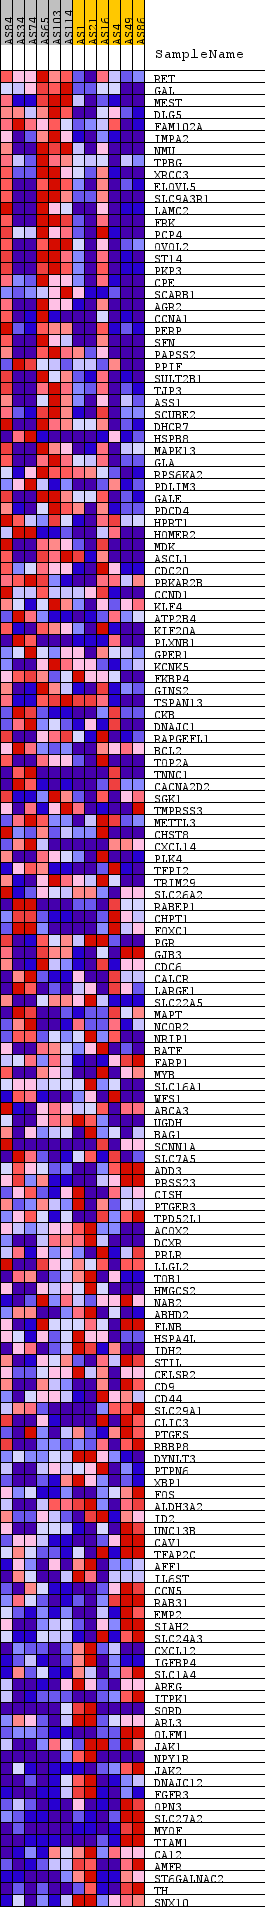 AS84 AS34 AS74 AS65 AS103 AS114 AS1 AS21 AS16 AS4 AS49 AS86
SampleName
RET
GAL
MEST
DLG5
FAM102A
IMPA2
NMU
TPBG
XRCC3
ELOVL5
SLC9A3R1
LAMC2
FRK
PCP4
OVOL2
ST14
PKP3
CPE
SCARB1
AGR2
CCNA1
PERP
SFN
PAPSS2
PPIF
SULT2B1
TJP3
ASS1
SCUBE2
DHCR7
HSPB8
MAPK13
GLA
RPS6KA2
PDLIM3
GALE
PDCD4
HPRT1
HOMER2
MDK
ASCL1
CDC20
PRKAR2B
CCND1
KLF4
ATP2B4
KIF20A
PLXNB1
GPER1
KCNK5
FKBP4
GINS2
TSPAN13
CKB
DNAJC1
RAPGEFL1
BCL2
TOP2A
TNNC1
CACNA2D2
SGK1
TMPRSS3
METTL3
CHST8
CXCL14
PLK4
TFPI2
TRIM29
SLC26A2
RABEP1
CHPT1
FOXC1
PGR
GJB3
CDC6
CALCR
LARGE1
SLC22A5
MAPT
NCOR2
NRIP1
BATF
FARP1
MYB
SLC16A1
WFS1
ABCA3
UGDH
BAG1
SCNN1A
SLC7A5
ADD3
PRSS23
CISH
PTGER3
TPD52L1
ACOX2
DCXR
PRLR
LLGL2
TOB1
HMGCS2
NAB2
ABHD2
FLNB
HSPA4L
IDH2
STIL
CELSR2
CD9
CD44
SLC29A1
CLIC3
PTGES
RBBP8
DYNLT3
PTPN6
XBP1
FOS
ALDH3A2
ID2
UNC13B
CAV1
TFAP2C
AFF1
IL6ST
CCN5
RAB31
EMP2
SIAH2
SLC24A3
CXCL12
IGFBP4
SLC1A4
AREG
ITPK1
SORD
ARL3
OLFM1
JAK1
NPY1R
JAK2
DNAJC12
FGFR3
OPN3
SLC27A2
MYOF
TIAM1
CA12
AMFR
ST6GALNAC2
TH
SNX10